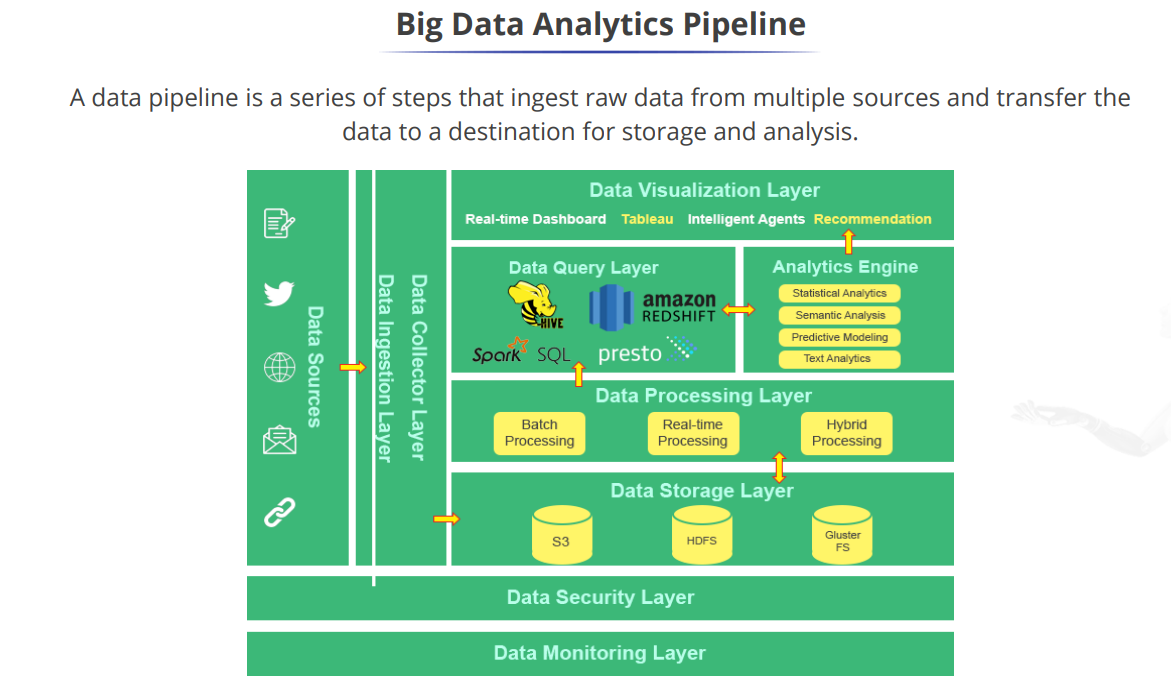 Big Data Analytics Pipeline
A data pipeline is a series of steps that ingest raw data from multiple sources and transfer the
data to a destination for storage and analysis.
Data Sources
Data Ingestion Layer
Data Collector Layer
Data Visualization Layer
Real-time Dashboard Tableau Intelligent Agents Recommendation
Data Query Layer
HIVE
amazon
REDSHIFT
Spark SQL
presto
Analytics Engine
Statistical Analytics
Semantic Analysis
Predictive Modeling
Text Analytics
Data Processing Layer
Batch
Processing
Real-time
Processing
Hybrid
Processing
Data Storage Layer
S3
HDFS
Gluster
FS
Data Security Layer
Data Monitoring Layer